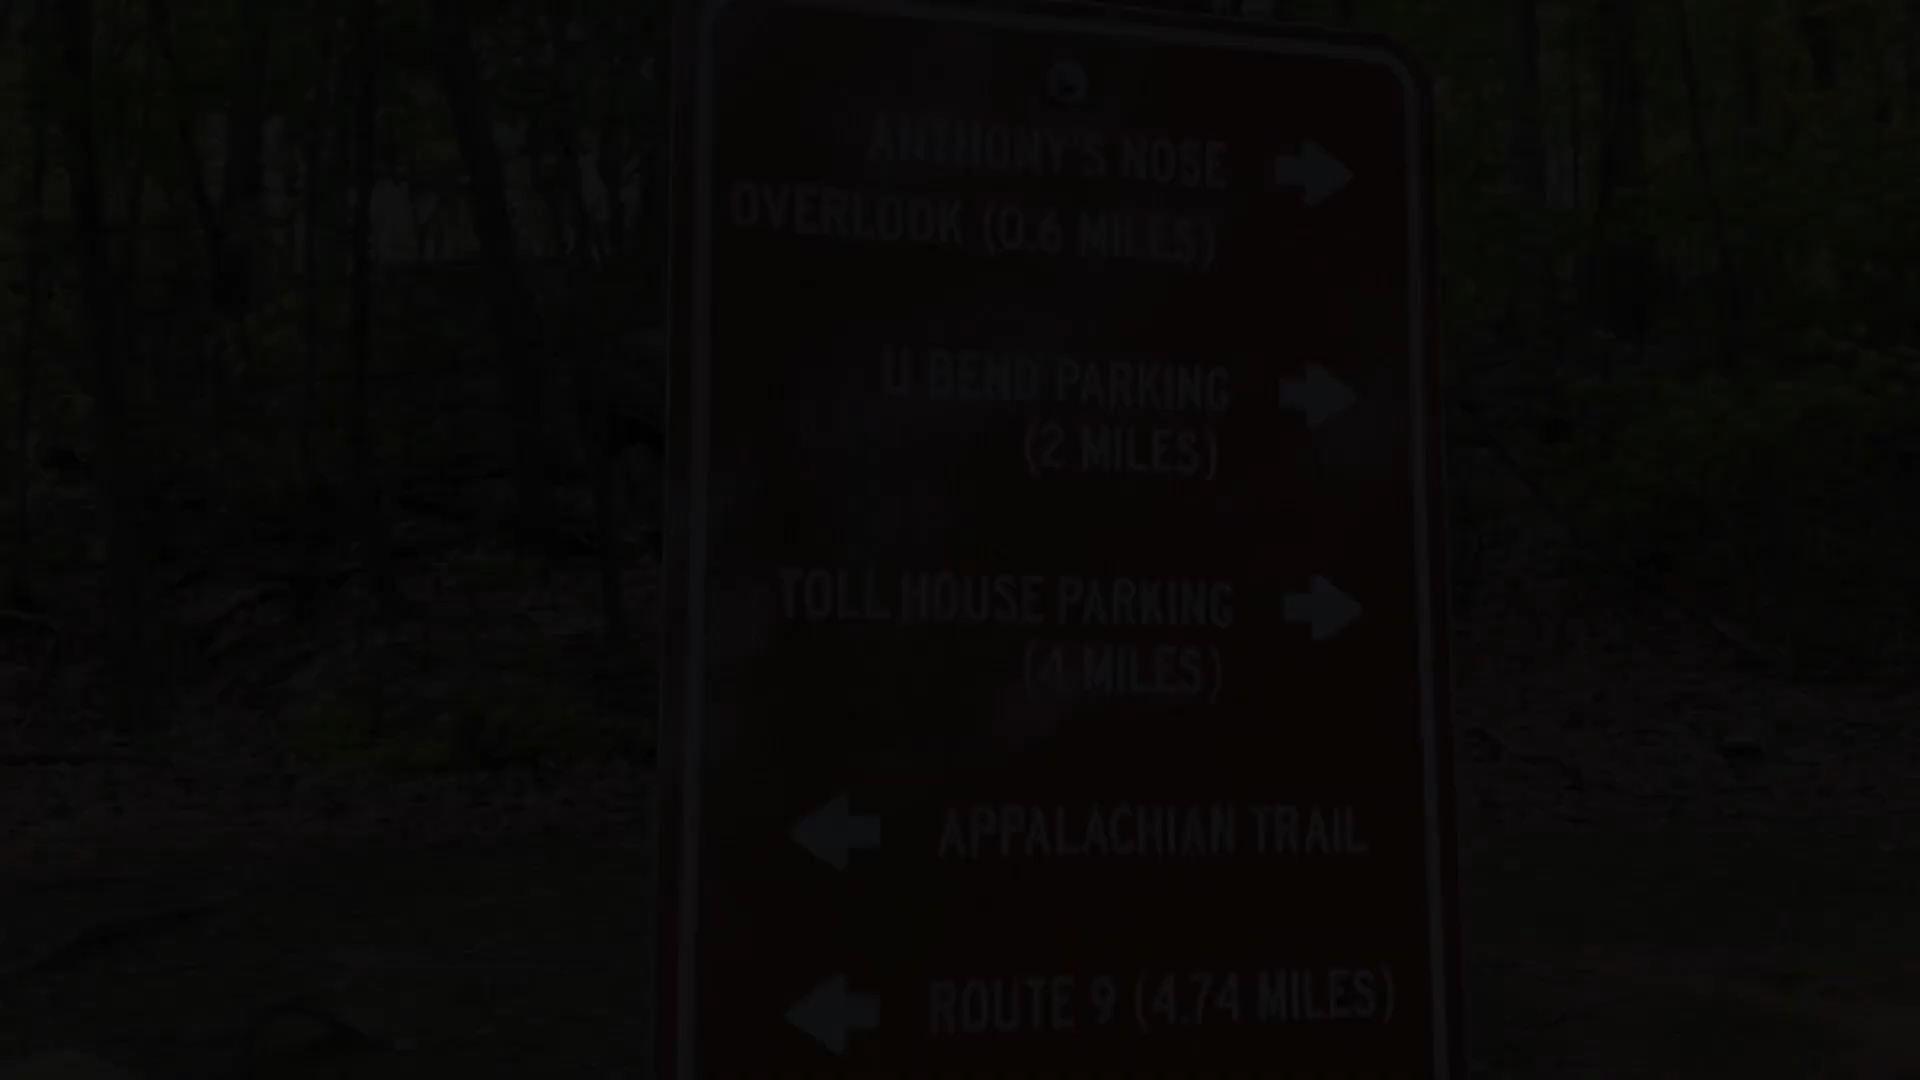 ANTHONY'S NOSE
OVERLOOK (0.6 MILES)
U BEND PARKING
(2 MILES)
TOLL HOUSE PARKING
(4 MILES)
APPALACHIAN TRAIL
ROUTE 9 (4.74 MILES)